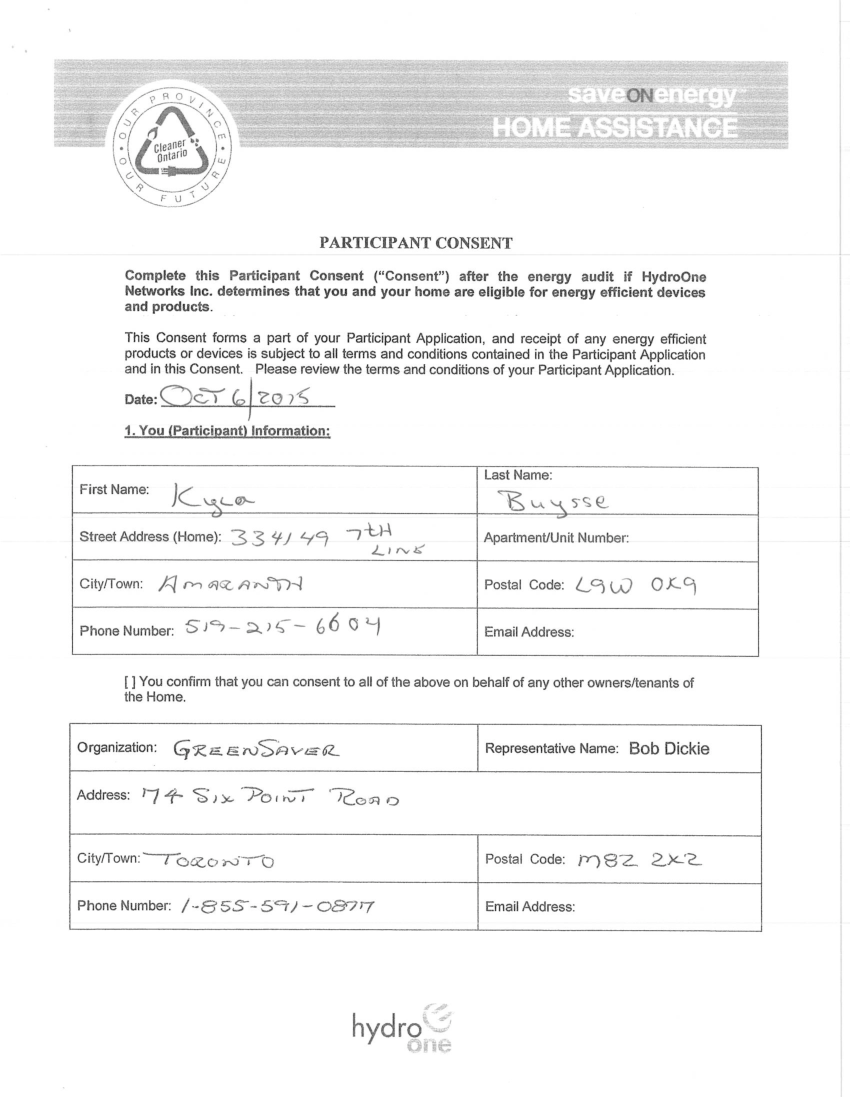 OUR PROVINCE • OUR FUTURE •
Cleaner
Ontario
saveONenergy™
HOME ASSISTANCE
PARTICIPANT CONSENT
Complete this Participant Consent (“Consent”) after the energy audit if HydroOne
Networks Inc. determines that you and your home are eligible for energy efficient devices
and products.
This Consent forms a part of your Participant Application, and receipt of any energy efficient
products or devices is subject to all terms and conditions contained in the Participant Application
and in this Consent. Please review the terms and conditions of your Participant Application.
Date: OCT 6/2015
1. You (Participant) Information:
First Name: Kyla
Last Name:
Buysse
Street Address (Home): 334149 7TH
LINE
Apartment/Unit Number:
City/Town: AMARANTH
Postal Code: L9W 0K9
Phone Number: 519-215-6604
Email Address:
[ ] You confirm that you can consent to all of the above on behalf of any other owners/tenants of
the Home.
Organization: GREENSAVER
Representative Name: Bob Dickie
Address: 74 SIX POINT ROAD
City/Town: TORONTO
Postal Code: M8Z 2X2
Phone Number: 1-855-591-0877
Email Address:
hydro
one